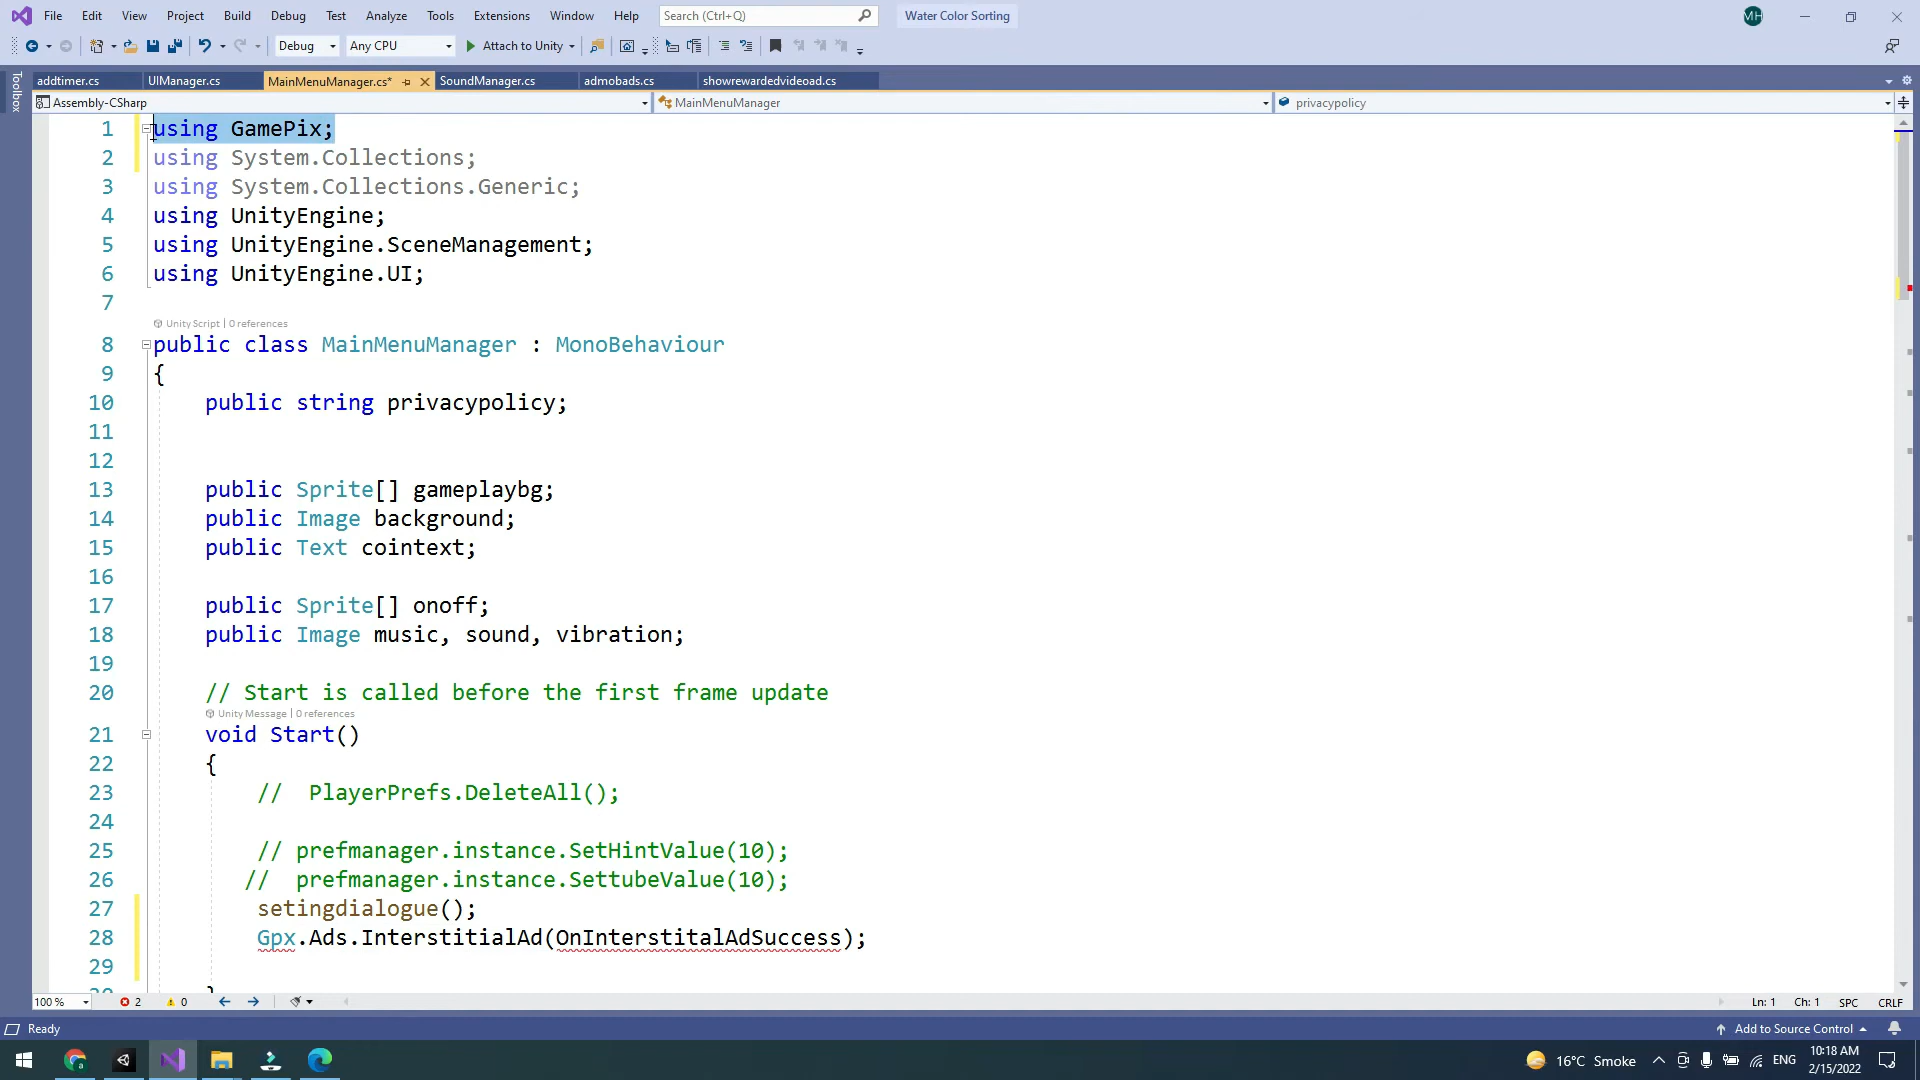 File Edit View Project Build Debug Test Analyze Tools Extensions Window Help Search (Ctrl+Q) Water Color Sorting MH
Debug Any CPU Attach to Unity
Toolbox
addtimer.cs UIManager.cs MainMenuManager.cs* SoundManager.cs admobads.cs showrewardedvideoad.cs
Assembly-CSharp MainMenuManager privacypolicy
1 using GamePix;
2 using System.Collections;
3 using System.Collections.Generic;
4 using UnityEngine;
5 using UnityEngine.SceneManagement;
6 using UnityEngine.UI;
7
Unity Script | 0 references
8 public class MainMenuManager : MonoBehaviour
9 {
10 public string privacypolicy;
11
12
13 public Sprite[] gameplaybg;
14 public Image background;
15 public Text cointext;
16
17 public Sprite[] onoff;
18 public Image music, sound, vibration;
19
20 // Start is called before the first frame update
Unity Message | 0 references
21 void Start()
22 {
23 // PlayerPrefs.DeleteAll();
24
25 // prefmanager.instance.SetHintValue(10);
26 // prefmanager.instance.SettubeValue(10);
27 setingdialogue();
28 Gpx.Ads.InterstitialAd(OnInterstitalAdSuccess);
29
100 % 2 0 Ln: 1 Ch: 1 SPC CRLF
Ready Add to Source Control
16°C Smoke ENG 10:18 AM
2/15/2022